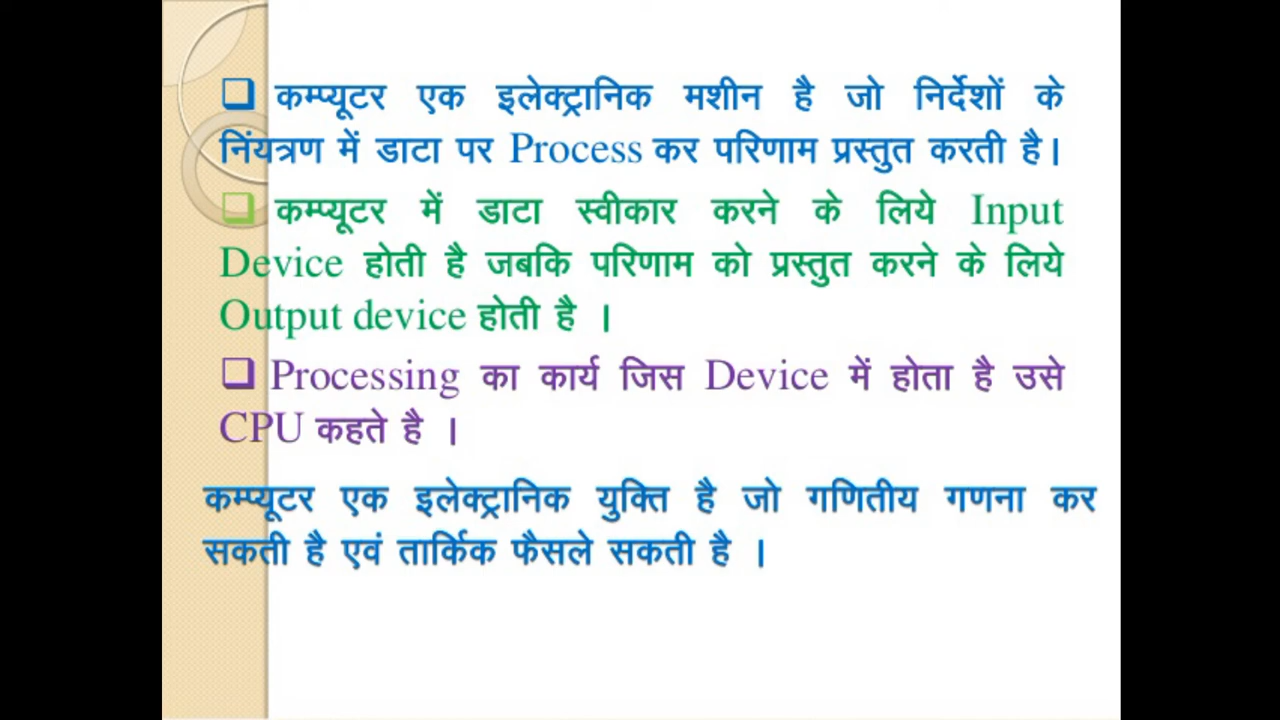 ❑ कम्प्यूटर एक इलेक्ट्रानिक मशीन है जो निर्देशों के
निंयत्रण में डाटा पर Process कर परिणाम प्रस्तुत करती है।
❑ कम्प्यूटर में डाटा स्वीकार करने के लिये Input
Device होती है जबकि परिणाम को प्रस्तुत करने के लिये
Output device होती है ।
❑ Processing का कार्य जिस Device में होता है उसे
CPU कहते है ।
कम्प्यूटर एक इलेक्ट्रानिक युक्ति है जो गणितीय गणना कर
सकती है एवं तार्किक फैसले सकती है ।